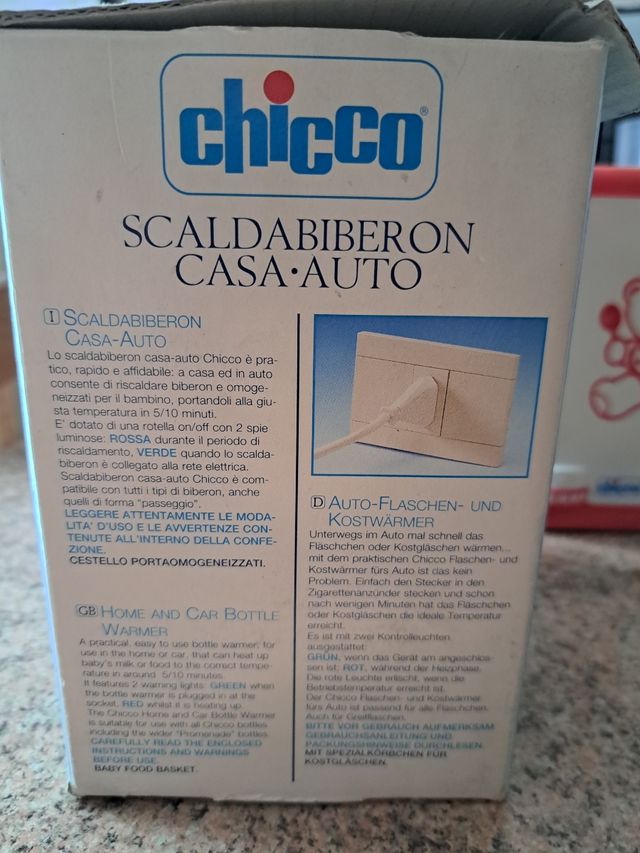 chicco®
SCALDABIBERON
CASA·AUTO
I SCALDABIBERON
CASA-AUTO
Lo scaldabiberon casa-auto Chicco è pra-
tico, rapido e affidabile: a casa ed in auto
consente di riscaldare biberon e omoge-
neizzati per il bambino, portandoli alla giu-
sta temperatura in 5/10 minuti.
E' dotato di una rotella on/off con 2 spie
luminose: ROSSA durante il periodo di
riscaldamento, VERDE quando lo scalda-
biberon è collegato alla rete elettrica.
Scaldabiberon casa-auto Chicco è com-
patibile con tutti i tipi di biberon, anche
quelli di forma "passeggio".
LEGGERE ATTENTAMENTE LE MODA-
LITA' D'USO E LE AVVERTENZE CON-
TENUTE ALL'INTERNO DELLA CONFE-
ZIONE.
CESTELLO PORTAOMOGENEIZZATI.
GB HOME AND CAR BOTTLE
WARMER
A practical, easy to use bottle warmer, for
use in the home or car, that can heat up
baby's milk or food to the correct tempe-
rature in around 5/10 minutes.
It features 2 warning lights: GREEN when
the bottle warmer is plugged in at the
socket, RED whilst it is heating up.
The Chicco Home and Car Bottle Warmer
is suitable for use with all Chicco bottles
including the wider "Promenade" bottles.
CAREFULLY READ THE ENCLOSED
INSTRUCTIONS AND WARNINGS
BEFORE USE.
BABY FOOD BASKET.
D AUTO-FLASCHEN- UND
KOSTWÄRMER
Unterwegs im Auto mal schnell das
Fläschchen oder Kostgläschen wärmen...
mit dem praktischen Chicco Flaschen- und
Kostwärmer fürs Auto ist das kein
Problem. Einfach den Stecker in den
Zigarettenanzünder stecken und schon
nach wenigen Minuten hat das Fläschchen
oder Kostgläschen die ideale Temperatur
erreicht.
Es ist mit zwei Kontrolleuchten
ausgestattet:
GRÜN, wenn das Gerät am angeschlos-
sen ist; ROT, während der Heizphase.
Die rote Leuchte erlischt, wenn die
Betriebstemperatur erreicht ist.
Der Chicco Flaschen- und Kostwärmer
fürs Auto ist passend für alle Flaschen.
Auch für Greifflaschen.
BITTE VOR GEBRAUCH AUFMERKSAM
GEBRAUCHSANLEITUNG UND
PACKUNGSHINWEISE DURCHLESEN.
MIT SPEZIALKÖRBCHEN FÜR
KOSTGLÄSCHEN.